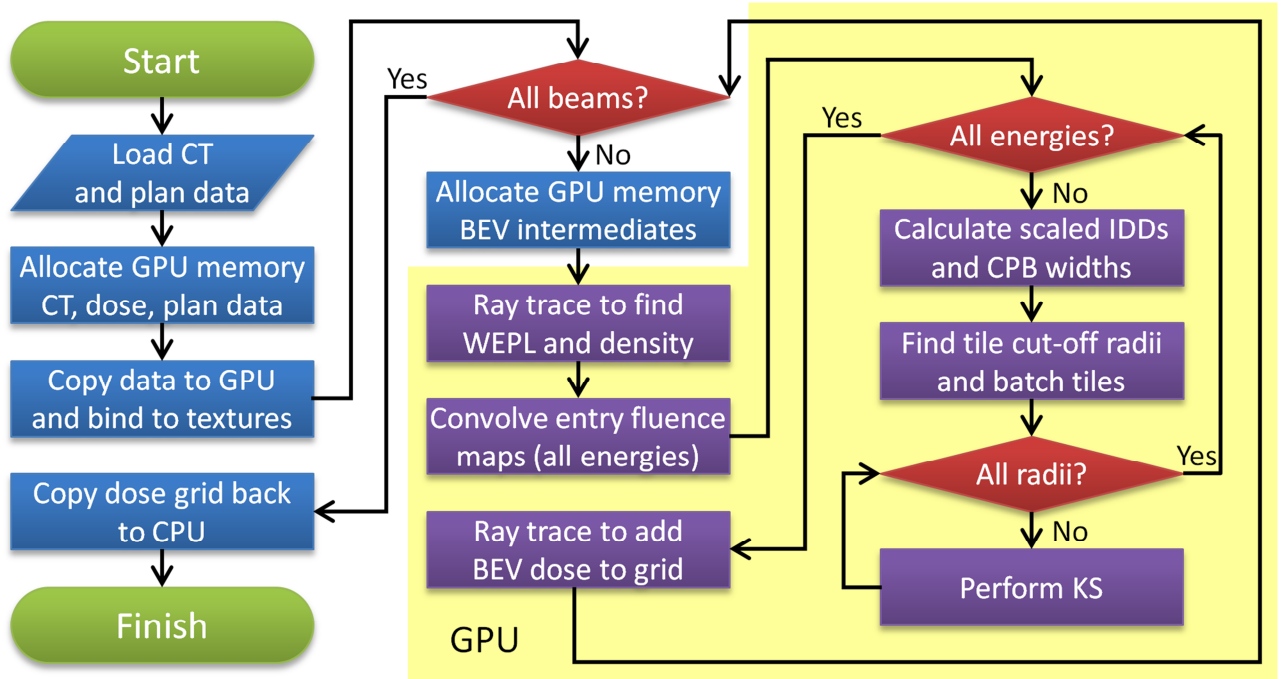 Start
Load CT
and plan data
Allocate GPU memory
CT, dose, plan data
Copy data to GPU
and bind to textures
Copy dose grid back
to CPU
Finish
Yes
All beams?
No
Allocate GPU memory
BEV intermediates
Ray trace to find
WEPL and density
Convolve entry fluence
maps (all energies)
Ray trace to add
BEV dose to grid
GPU
Yes
All energies?
No
Calculate scaled IDDs
and CPB widths
Find tile cut-off radii
and batch tiles
All radii?
Yes
No
Perform KS